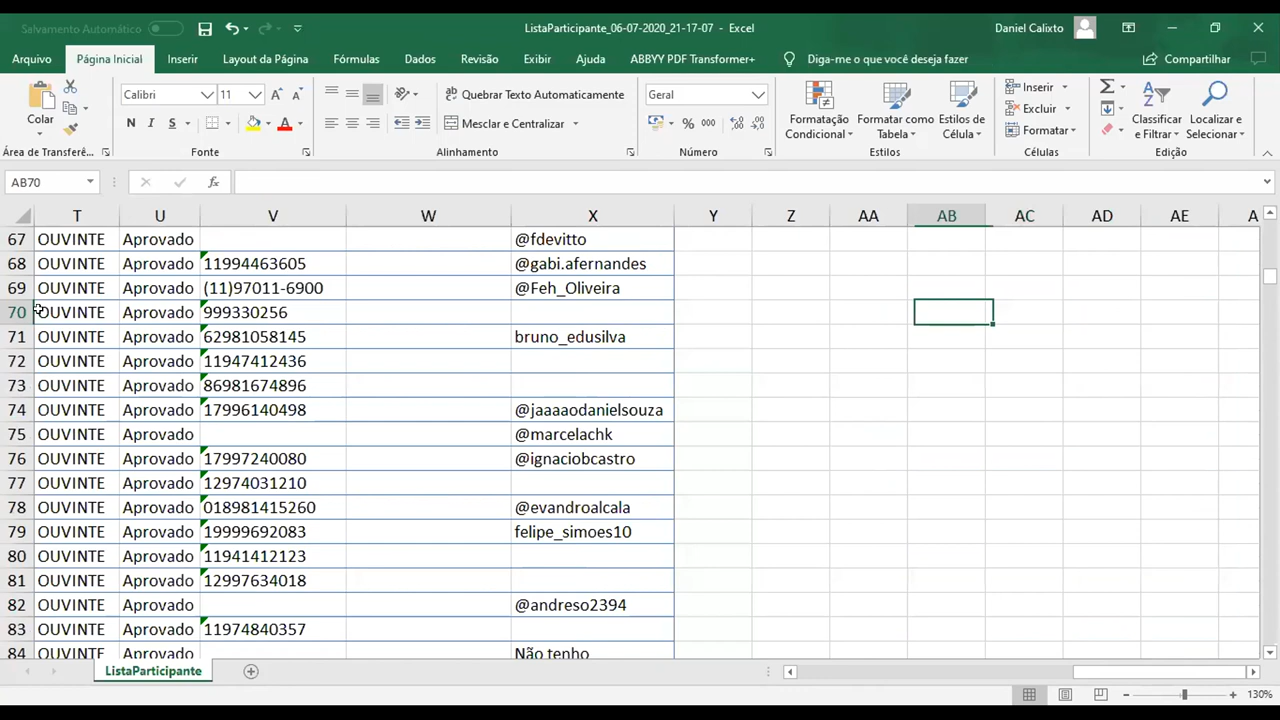 Salvamento Automático
ListaParticipante_06-07-2020_21-17-07 - Excel
Daniel Calixto
Arquivo Página Inicial Inserir Layout da Página Fórmulas Dados Revisão Exibir Ajuda ABBYY PDF Transformer+ Diga-me o que você deseja fazer Compartilhar
Colar
Calibri 11
N I S
Quebrar Texto Automaticamente
Mesclar e Centralizar
Geral
% 000
Formatação Condicional
Formatar como Tabela
Estilos de Célula
Inserir
Excluir
Formatar
Classificar e Filtrar
Localizar e Selecionar
Área de Transferê... Fonte Alinhamento Número Estilos Células Edição
AB70 fx
T U V W X Y Z AA AB AC AD AE A
67 OUVINTE Aprovado @fdevitto
68 OUVINTE Aprovado 11994463605 @gabi.afernandes
69 OUVINTE Aprovado (11)97011-6900 @Feh_Oliveira
70 OUVINTE Aprovado 999330256
71 OUVINTE Aprovado 62981058145 bruno_edusilva
72 OUVINTE Aprovado 11947412436
73 OUVINTE Aprovado 86981674896
74 OUVINTE Aprovado 17996140498 @jaaaaodanielsouza
75 OUVINTE Aprovado @marcelachk
76 OUVINTE Aprovado 17997240080 @ignaciobcastro
77 OUVINTE Aprovado 12974031210
78 OUVINTE Aprovado 018981415260 @evandroalcala
79 OUVINTE Aprovado 19999692083 felipe_simoes10
80 OUVINTE Aprovado 11941412123
81 OUVINTE Aprovado 12997634018
82 OUVINTE Aprovado @andreso2394
83 OUVINTE Aprovado 11974840357
84 OUVINTE Aprovado Não tenho
ListaParticipante
130%